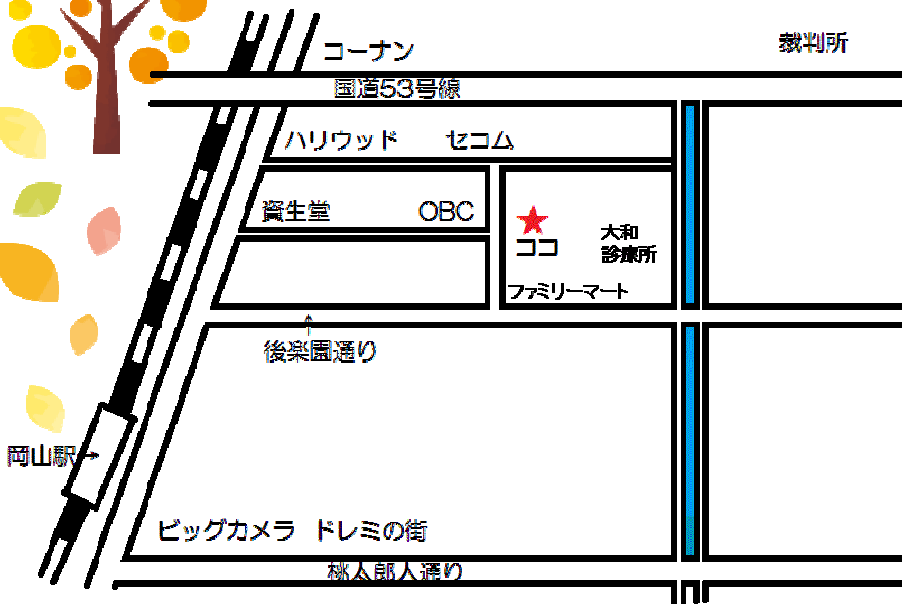 コーナン
裁判所
国道53号線
ハリウッド　セコム
資生堂　OBC
ココ
大和
診療所
ファミリーマート
↑
後楽園通り
岡山駅→
ビッグカメラ　ドレミの街
桃太郎大通り